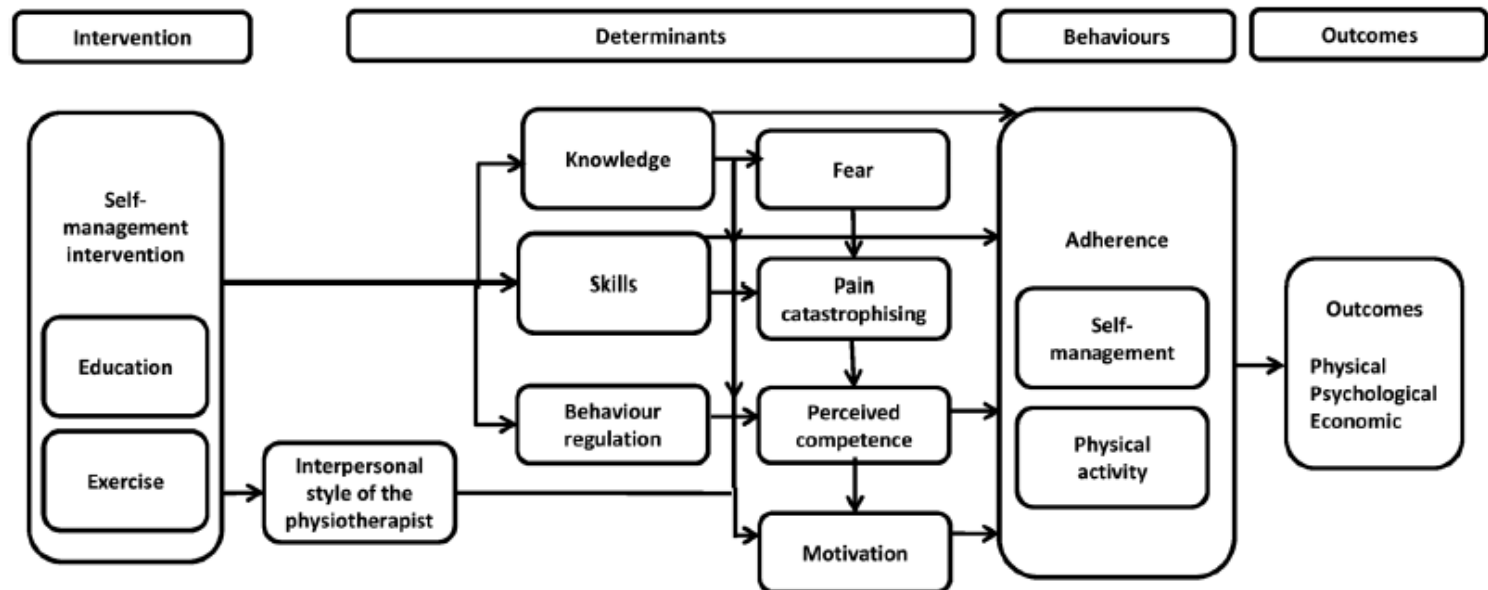 Intervention
Determinants
Behaviours
Outcomes
Self-
management
intervention
Education
Exercise
Interpersonal
style of the
physiotherapist
Knowledge
Skills
Behaviour
regulation
Fear
Pain
catastrophising
Perceived
competence
Motivation
Adherence
Self-
management
Physical
activity
Outcomes
Physical
Psychological
Economic